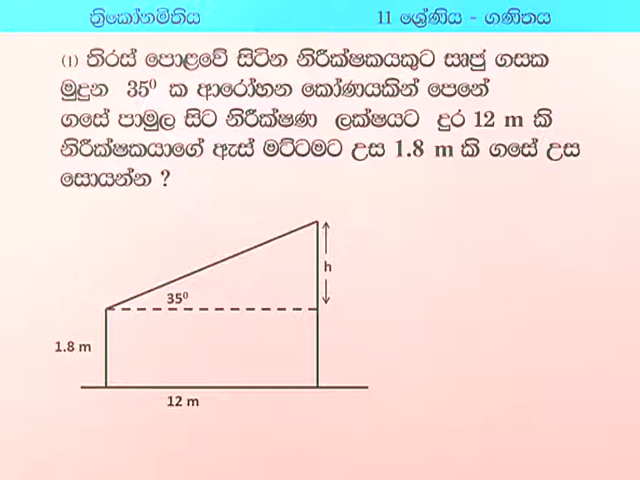 ත්‍රිකෝනමිතිය
11 ශ්‍රේණිය - ගණිතය
(1) තිරස් පොළවේ සිටින නිරීක්ෂකයකුට සෘජු ගසක
මුදුන 35⁰ ක ආරෝහන කෝණයකින් පෙනේ
ගසේ පාමුල සිට නිරීක්ෂණ ලක්ෂයට දුර 12 m කි
නිරීක්ෂකයාගේ ඇස් මට්ටමට උස 1.8 m කි ගසේ උස
සොයන්න ?
h
35⁰
1.8 m
12 m